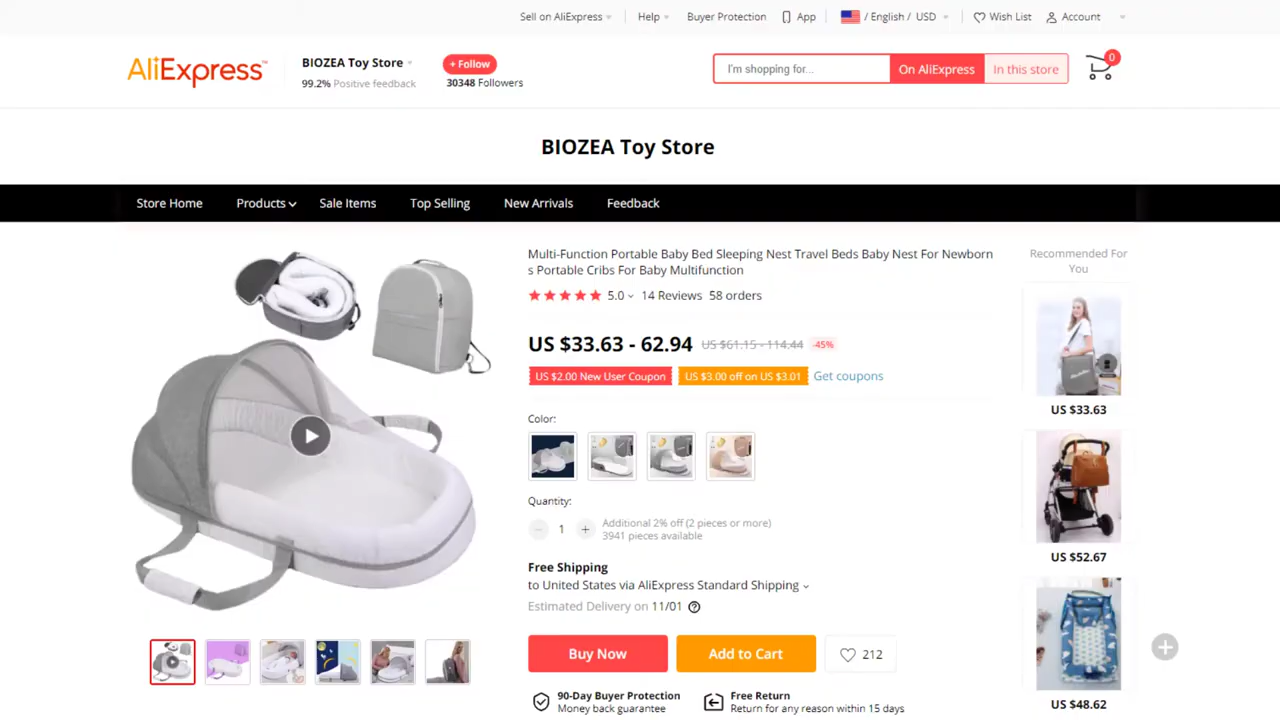 Sell on AliExpress
Help
Buyer Protection
App
/ English / USD
Wish List
Account
AliExpress™
BIOZEA Toy Store
99.2% Positive feedback
+ Follow
30348 Followers
I'm shopping for...
On AliExpress
In this store
0
BIOZEA Toy Store
Store Home
Products
Sale Items
Top Selling
New Arrivals
Feedback
Multi-Function Portable Baby Bed Sleeping Nest Travel Beds Baby Nest For Newborn
s Portable Cribs For Baby Multifunction
5.0
14 Reviews
58 orders
US $33.63 - 62.94
US $61.15 - 114.44
-45%
US $2.00 New User Coupon
US $3.00 off on US $3.01
Get coupons
Color:
Quantity:
1
Additional 2% off (2 pieces or more)
3941 pieces available
Free Shipping
to United States via AliExpress Standard Shipping
Estimated Delivery on 11/01
Buy Now
Add to Cart
212
90-Day Buyer Protection
Money back guarantee
Free Return
Return for any reason within 15 days
Recommended For
You
US $33.63
US $52.67
US $48.62